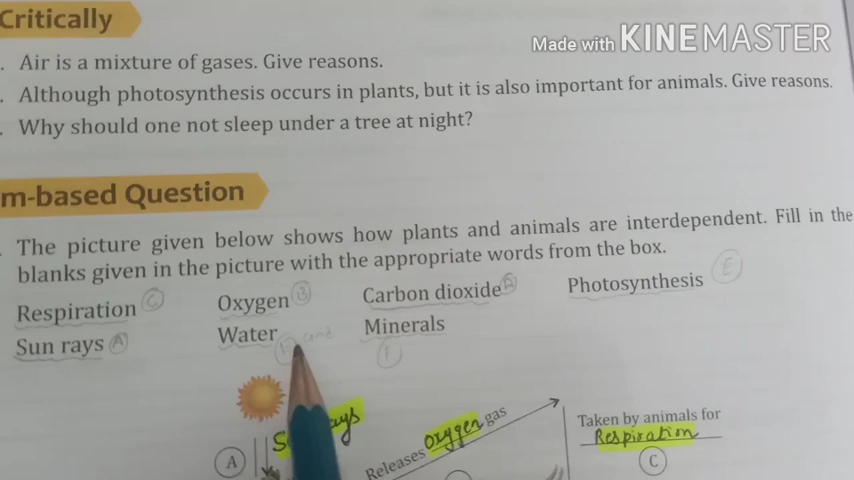 Critically
Made with KINEMASTER
. Air is a mixture of gases. Give reasons.
. Although photosynthesis occurs in plants, but it is also important for animals. Give reasons.
. Why should one not sleep under a tree at night?
m-based Question
. The picture given below shows how plants and animals are interdependent. Fill in the
blanks given in the picture with the appropriate words from the box.
Respiration C Oxygen B Carbon dioxide Photosynthesis E
Sun rays A Water and Minerals
A
Releases oxygen gas
Taken by animals for
Respiration
C